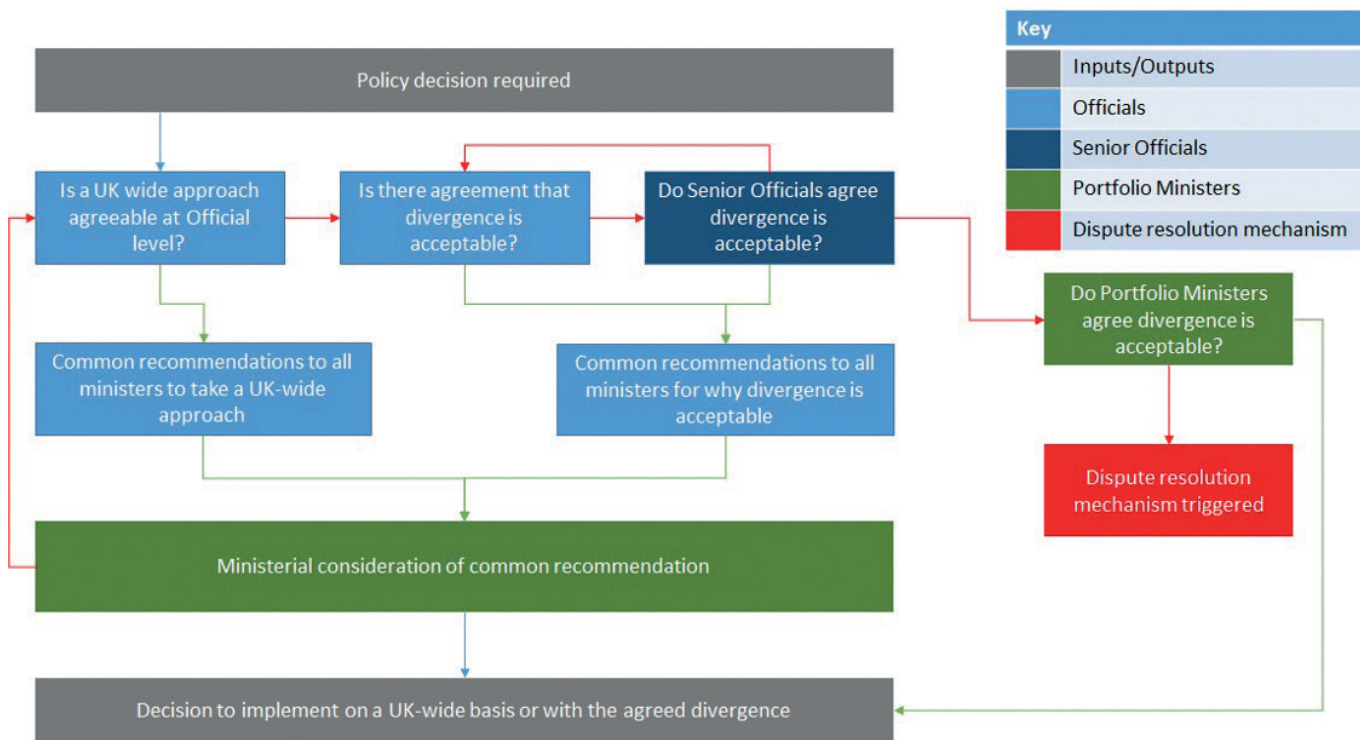 Key
Inputs/Outputs
Officials
Senior Officials
Portfolio Ministers
Dispute resolution mechanism
Policy decision required
Is a UK wide approach
agreeable at Official
level?
Is there agreement that
divergence is
acceptable?
Do Senior Officials agree
divergence is
acceptable?
Do Portfolio Ministers
agree divergence is
acceptable?
Common recommendations to all
ministers to take a UK-wide
approach
Common recommendations to all
ministers for why divergence is
acceptable
Dispute resolution
mechanism triggered
Ministerial consideration of common recommendation
Decision to implement on a UK-wide basis or with the agreed divergence